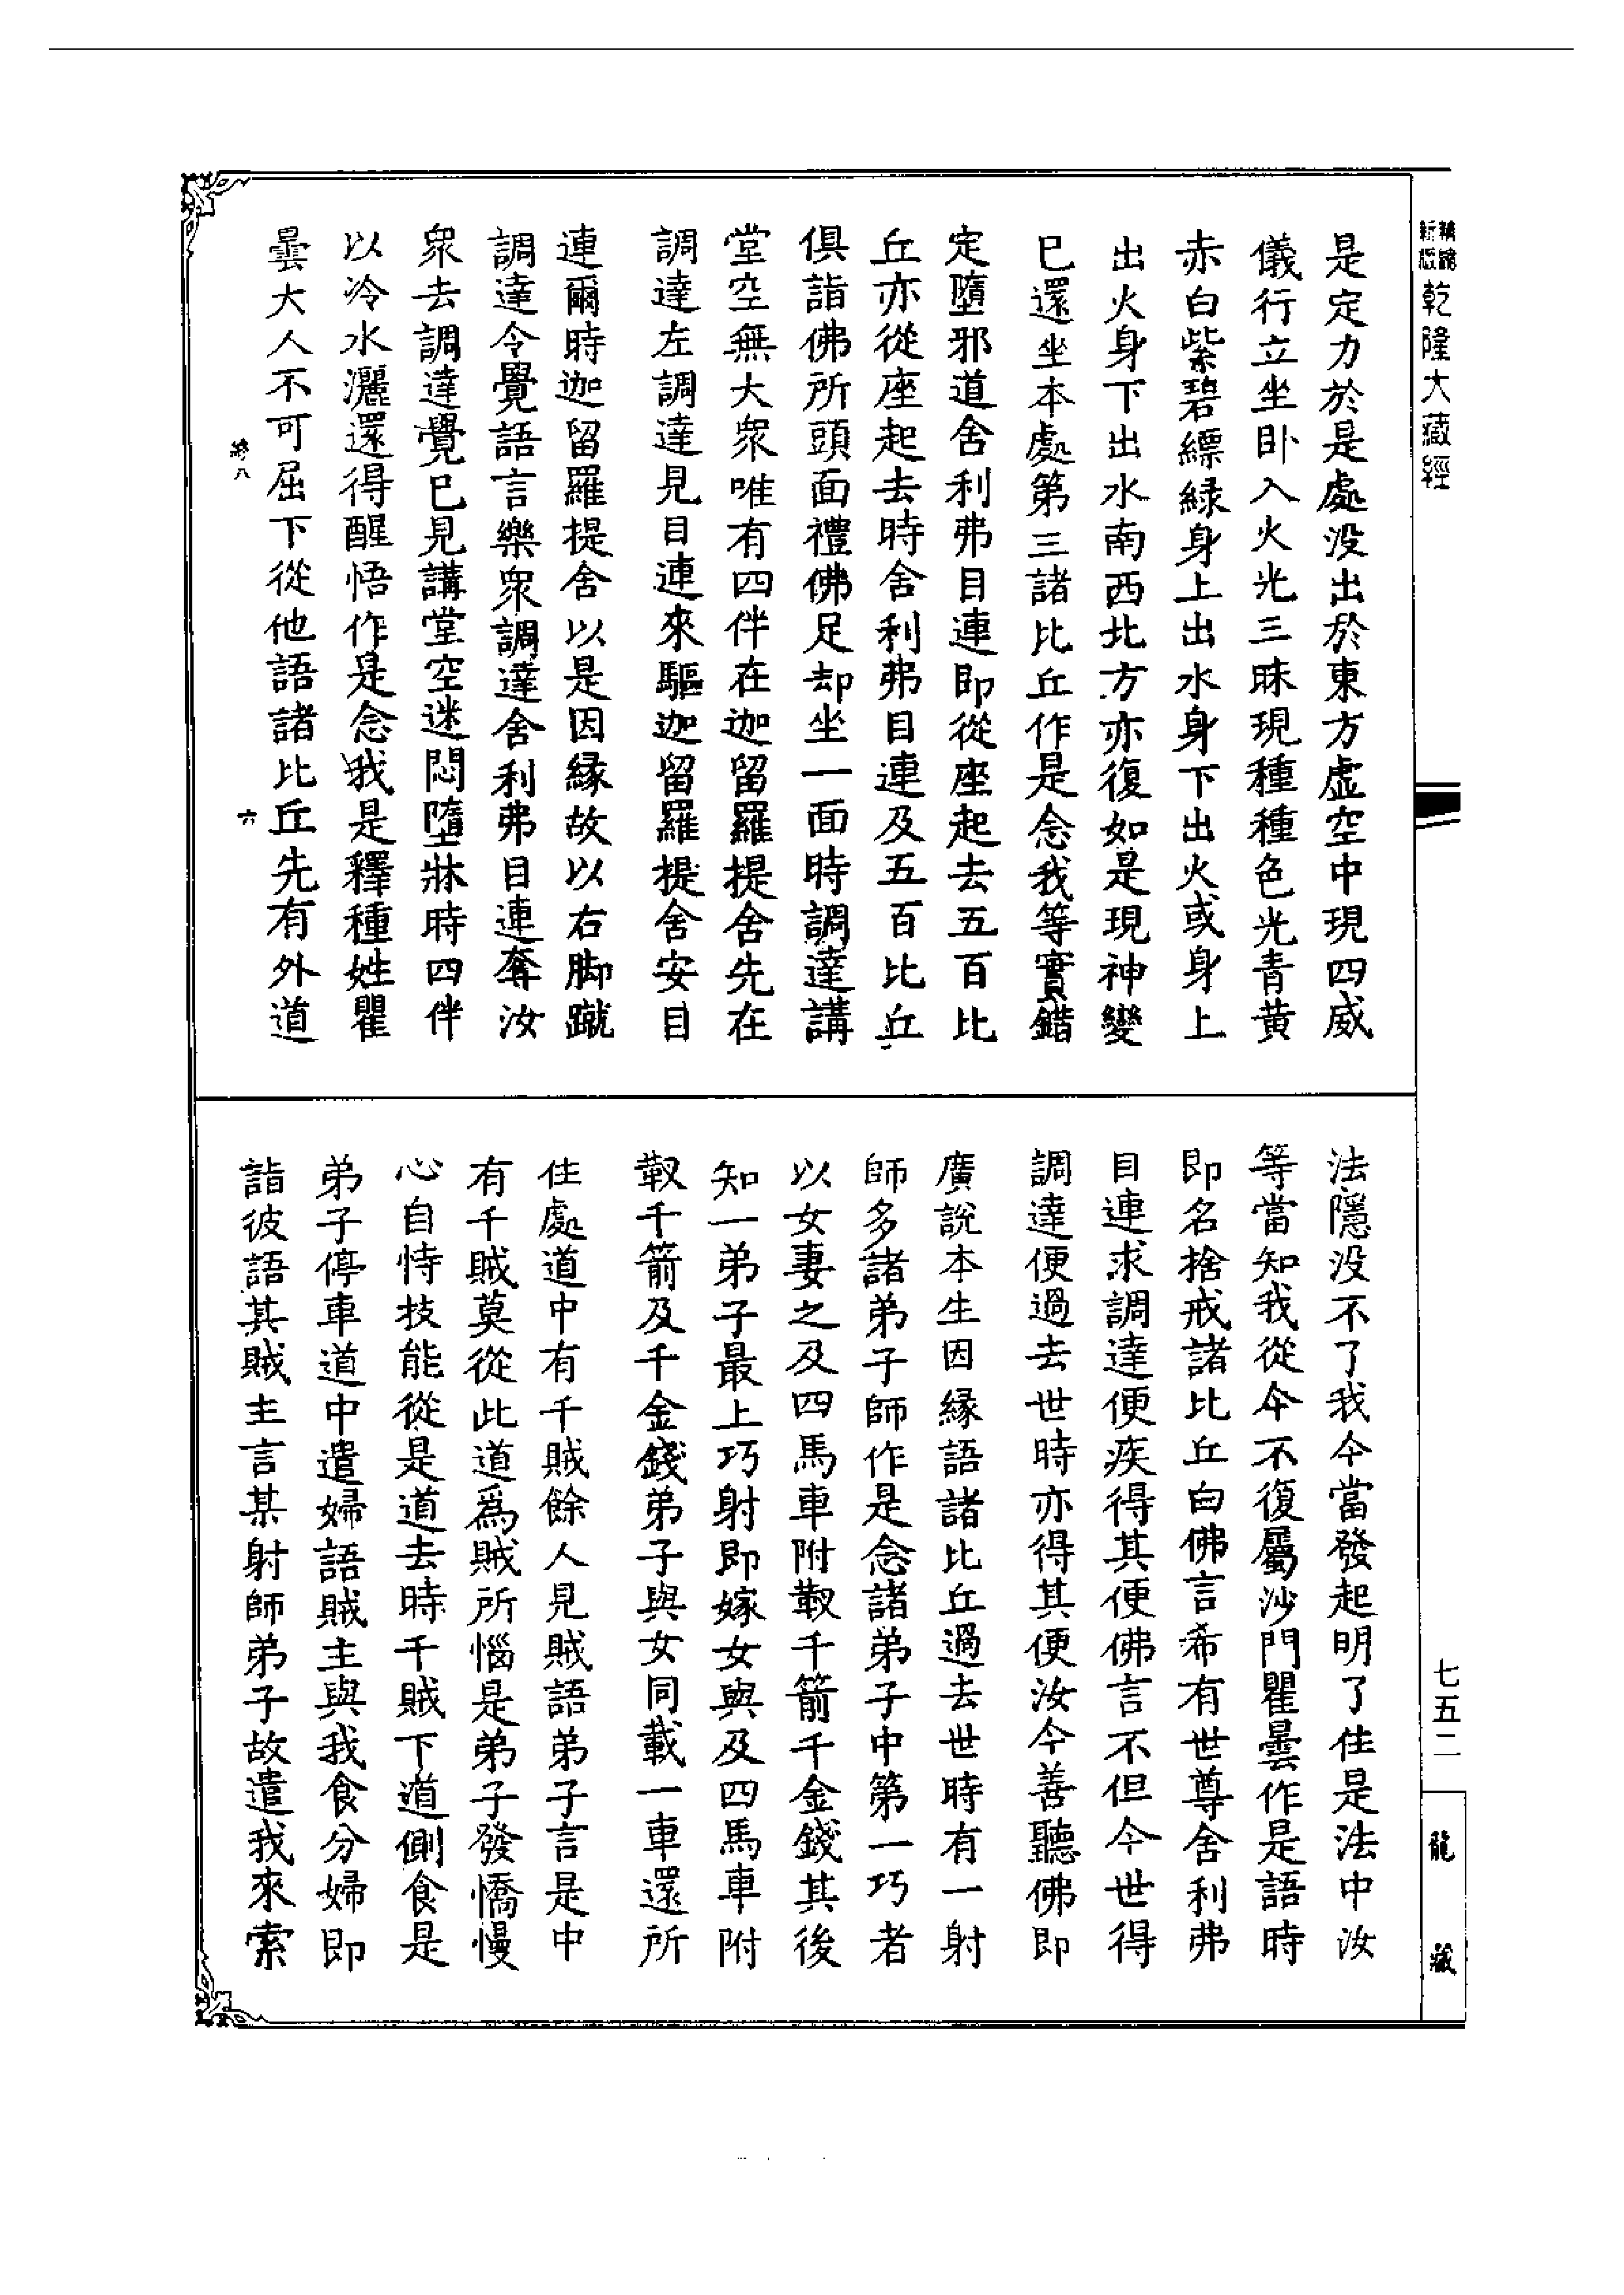 新編
縮版
乾隆大藏經
是定力於是處没出於東方虚空中現四威
儀行立坐卧入火光三昧現種種色光青黄
赤白紫碧縹緑身上出水身下出火或身上
出火身下出水南西北方亦復如是現神變
已還坐本處第三諸比丘作是念我等實錯
定墮邪道舍利弗目連即從座起去五百比
丘亦從座起去時舍利弗目連及五百比丘
俱詣佛所頭面禮佛足却坐一面時調達講
堂空無大衆唯有四伴在迦留羅提舍先在
調達左調達見目連來驅迦留羅提舍安目
連爾時迦留羅提舍以是因緣故以右脚蹴
調達令覺語言樂衆調達舍利弗目連奪汝
衆去調達覺已見講堂空迷悶墮牀時四伴
以冷水灑還得醒悟作是念我是釋種姓瞿
曇大人不可屈下從他語諸比丘先有外道
終八
六
法隱没不了我今當發起明了住是法中汝
等當知我從今不復屬沙門瞿曇作是語時
即名捨戒諸比丘白佛言希有世尊舍利弗
目連求調達便疾得其便佛言不但今世得
調達便過去世時亦得其便汝今善聽佛即
廣說本生因緣語諸比丘過去世時有一射
師多諸弟子師作是念諸弟子中第一巧者
以女妻之及四馬車附靫千箭千金錢其後
知一弟子最上巧射即嫁女與及四馬車附
靫千箭及千金錢弟子與女同載一車還所
住處道中有千賊餘人見賊語弟子言是中
有千賊莫從此道爲賊所惱是弟子發憍慢
心自恃技能從是道去時千賊下道側食是
弟子停車道中遣婦語賊主與我食分婦即
詣彼語其賊主言某射師弟子故遣我來索
七五二
龍藏